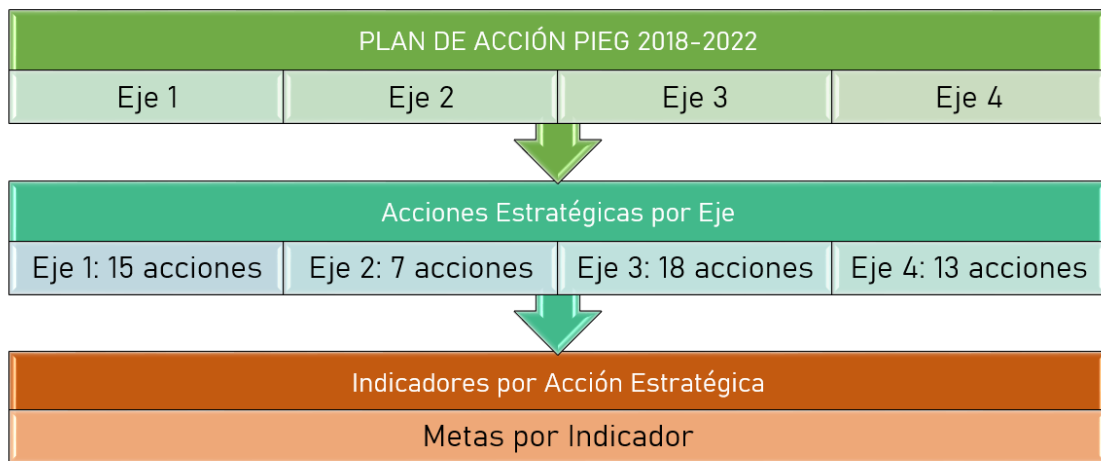 PLAN DE ACCIÓN PIEG 2018-2022
Eje 1 Eje 2 Eje 3 Eje 4
Acciones Estratégicas por Eje
Eje 1: 15 acciones Eje 2: 7 acciones Eje 3: 18 acciones Eje 4: 13 acciones
Indicadores por Acción Estratégica
Metas por Indicador